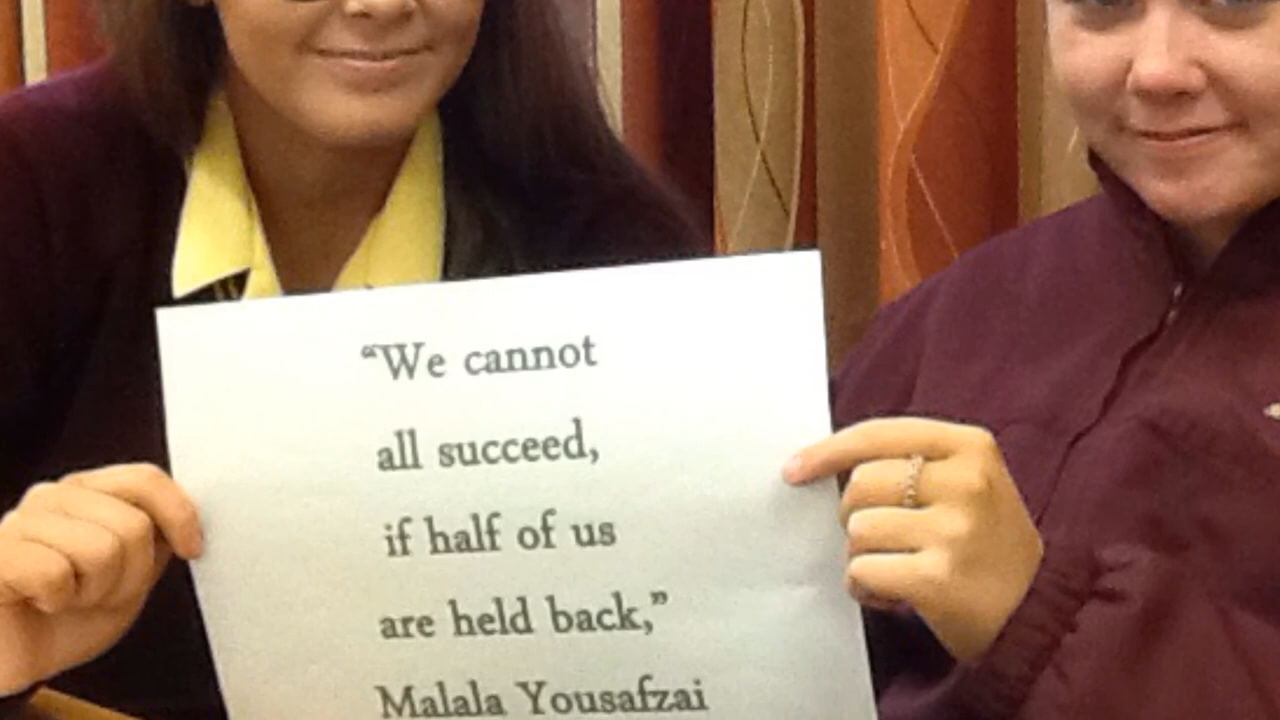 “We cannot
all succeed,
if half of us
are held back,”
Malala Yousafzai